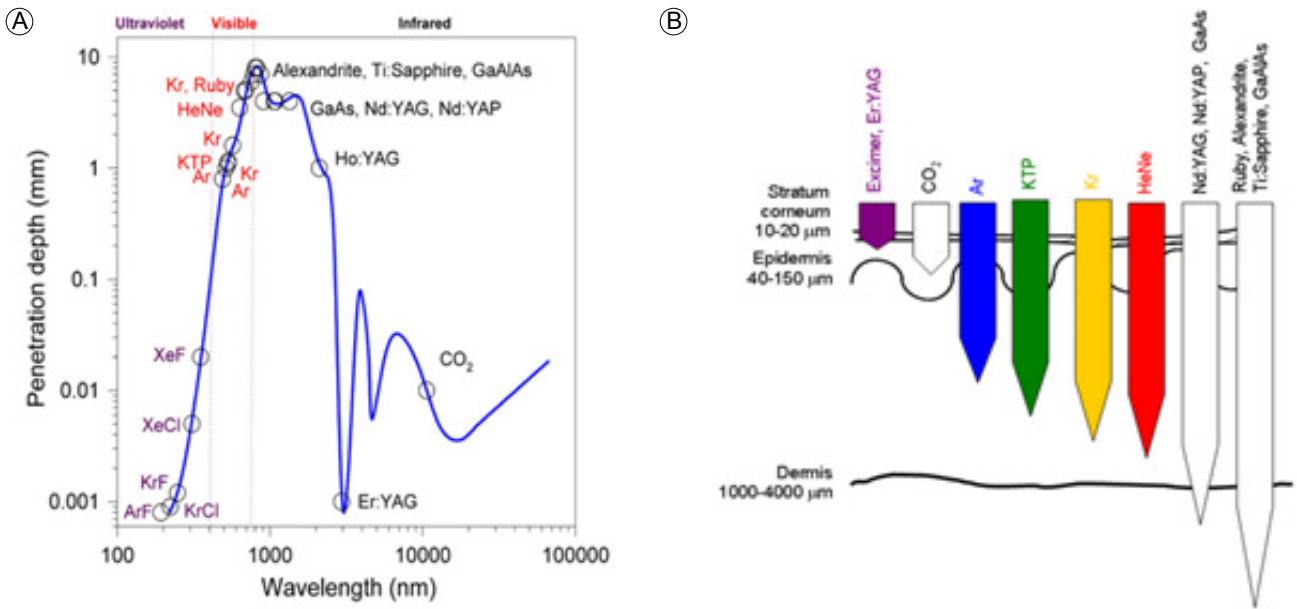 A
Ultraviolet Visible Infrared
10
1
0.1
0.01
0.001
Penetration depth (mm)
Alexandrite, Ti:Sapphire, GaAlAs
Kr, Ruby
HeNe
GaAs, Nd:YAG, Nd:YAP
Kr
KTP
Kr
Ar
Ar
Ho:YAG
XeF
CO₂
XeCl
KrF
ArF
KrCl
Er:YAG
100 1000 10000 100000
Wavelength (nm)
B
Excimer, Er:YAG
CO₂
Ar
KTP
Kr
HeNe
Nd:YAG, Nd:YAP, GaAs
Ruby, Alexandrite,
Ti:Sapphire, GaAlAs
Stratum
corneum
10-20 μm
Epidermis
40-150 μm
Dermis
1000-4000 μm